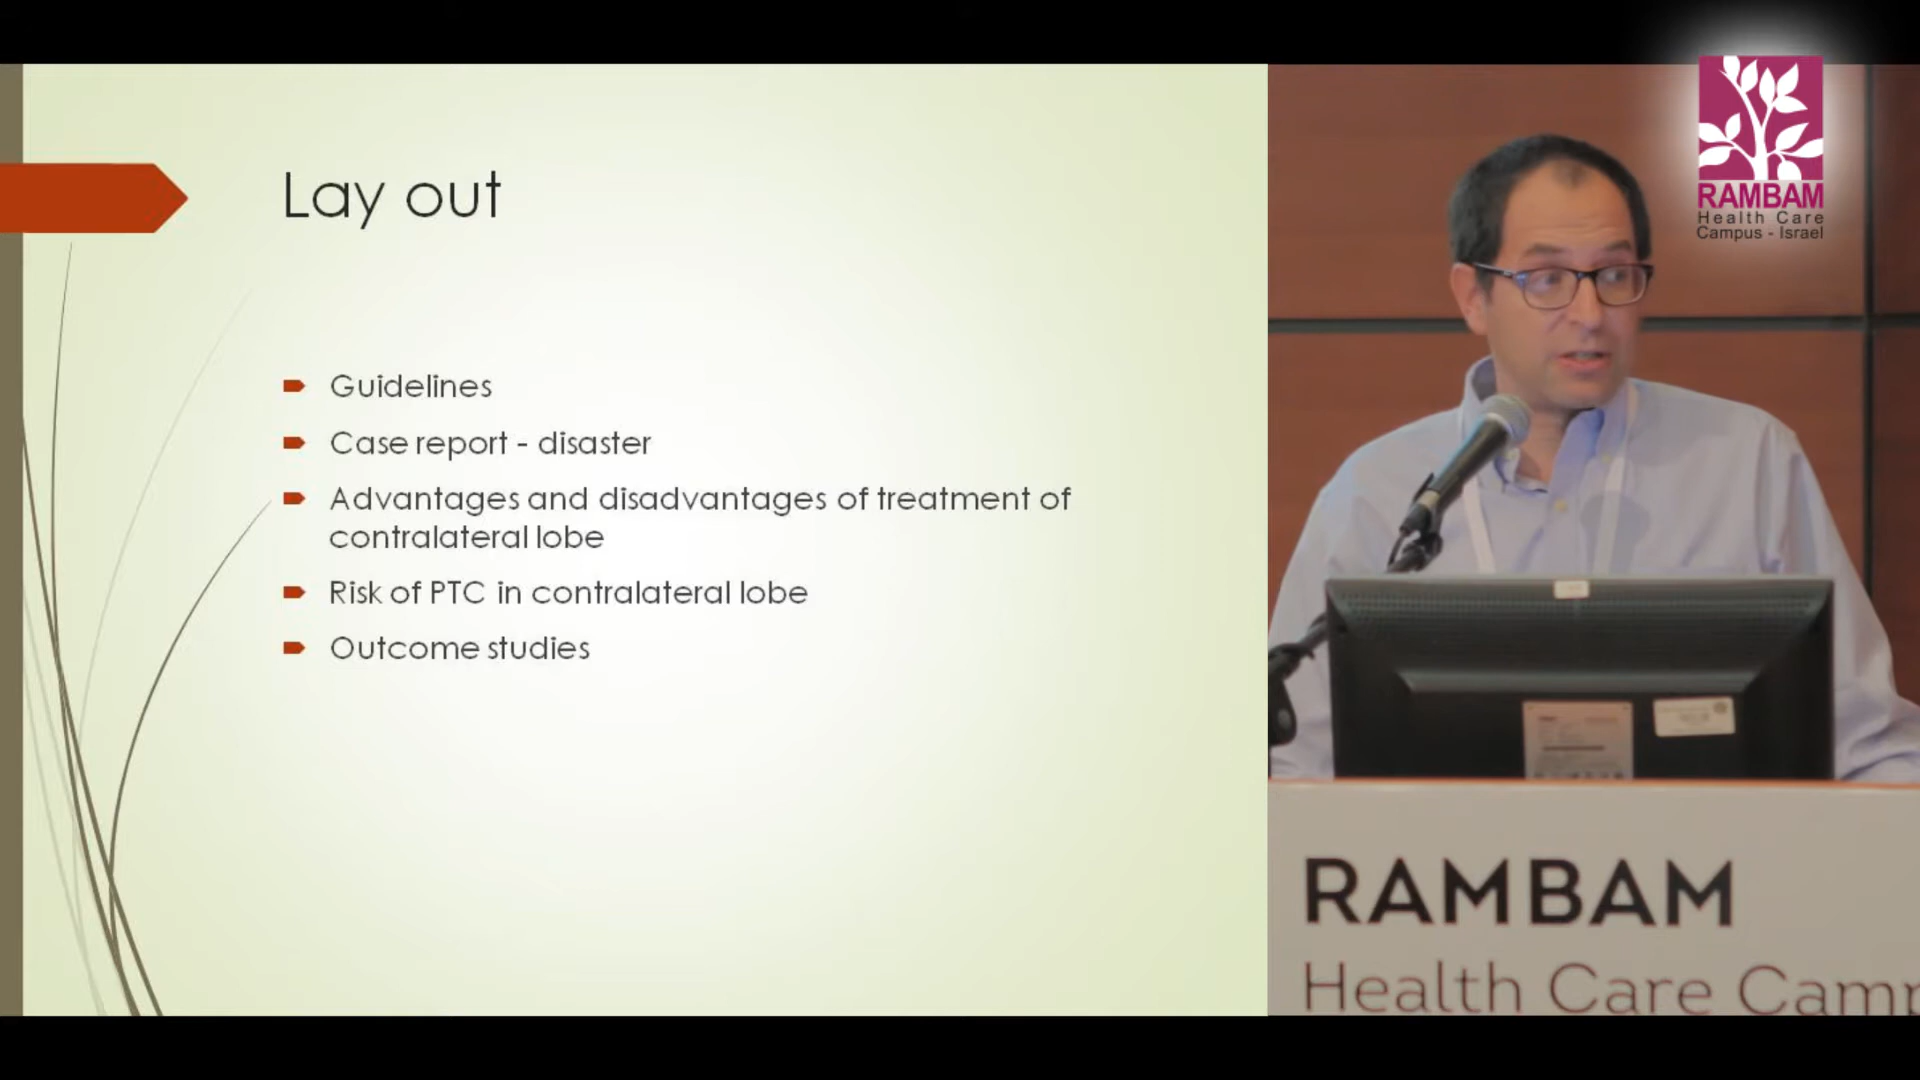 Lay out
Guidelines
Case report - disaster
Advantages and disadvantages of treatment of
contralateral lobe
Risk of PTC in contralateral lobe
Outcome studies
RAMBAM
Health Care
Campus - Israel
RAMBAM
Health Care Camp